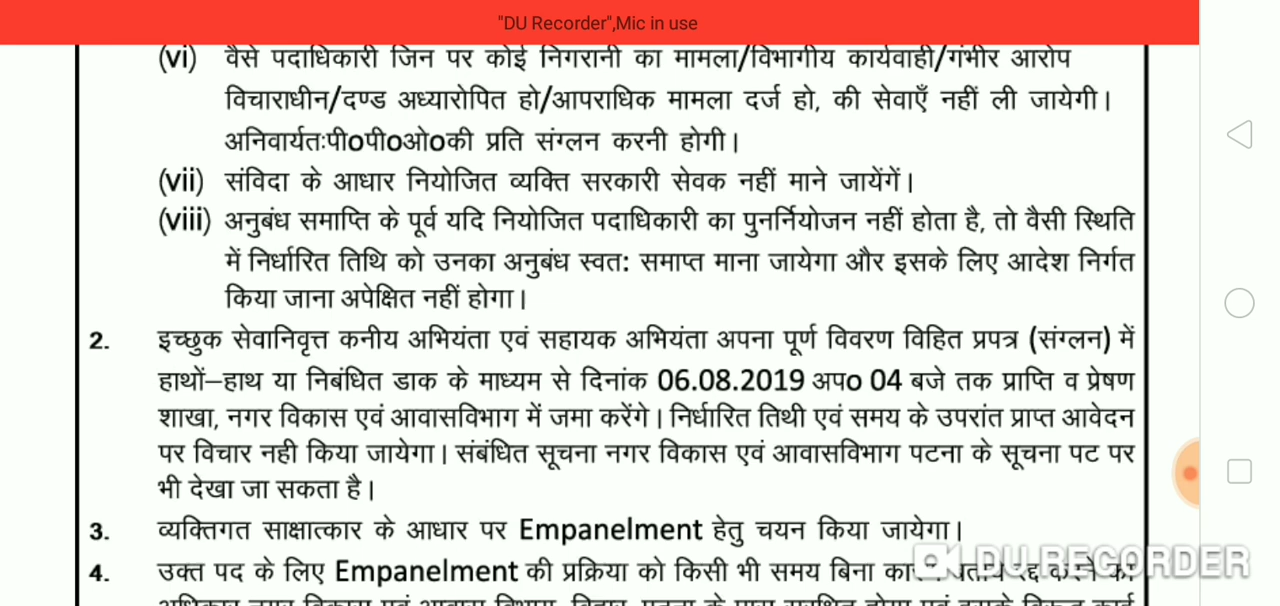 "DU Recorder",Mic in use
(vi) वैसे पदाधिकारी जिन पर कोई निगरानी का मामला/विभागीय कार्यवाही/गंभीर आरोप
विचाराधीन/दण्ड अध्यारोपित हो/आपराधिक मामला दर्ज हो, की सेवाएँ नहीं ली जायेगी।
अनिवार्यतःपी०पी०ओ०की प्रति संग्लन करनी होगी।
(vii) संविदा के आधार नियोजित व्यक्ति सरकारी सेवक नहीं माने जायेंगें।
(viii) अनुबंध समाप्ति के पूर्व यदि नियोजित पदाधिकारी का पुनर्नियोजन नहीं होता है, तो वैसी स्थिति
में निर्धारित तिथि को उनका अनुबंध स्वत: समाप्त माना जायेगा और इसके लिए आदेश निर्गत
किया जाना अपेक्षित नहीं होगा।
2. इच्छुक सेवानिवृत्त कनीय अभियंता एवं सहायक अभियंता अपना पूर्ण विवरण विहित प्रपत्र (संग्लन) में
हाथों–हाथ या निबंधित डाक के माध्यम से दिनांक 06.08.2019 अप० 04 बजे तक प्राप्ति व प्रेषण
शाखा, नगर विकास एवं आवासविभाग में जमा करेंगे। निर्धारित तिथी एवं समय के उपरांत प्राप्त आवेदन
पर विचार नही किया जायेगा। संबंधित सूचना नगर विकास एवं आवासविभाग पटना के सूचना पट पर
भी देखा जा सकता है।
3. व्यक्तिगत साक्षात्कार के आधार पर Empanelment हेतु चयन किया जायेगा।
4. उक्त पद के लिए Empanelment की प्रक्रिया को किसी भी समय बिना रद्द करने का
DU RECORDER